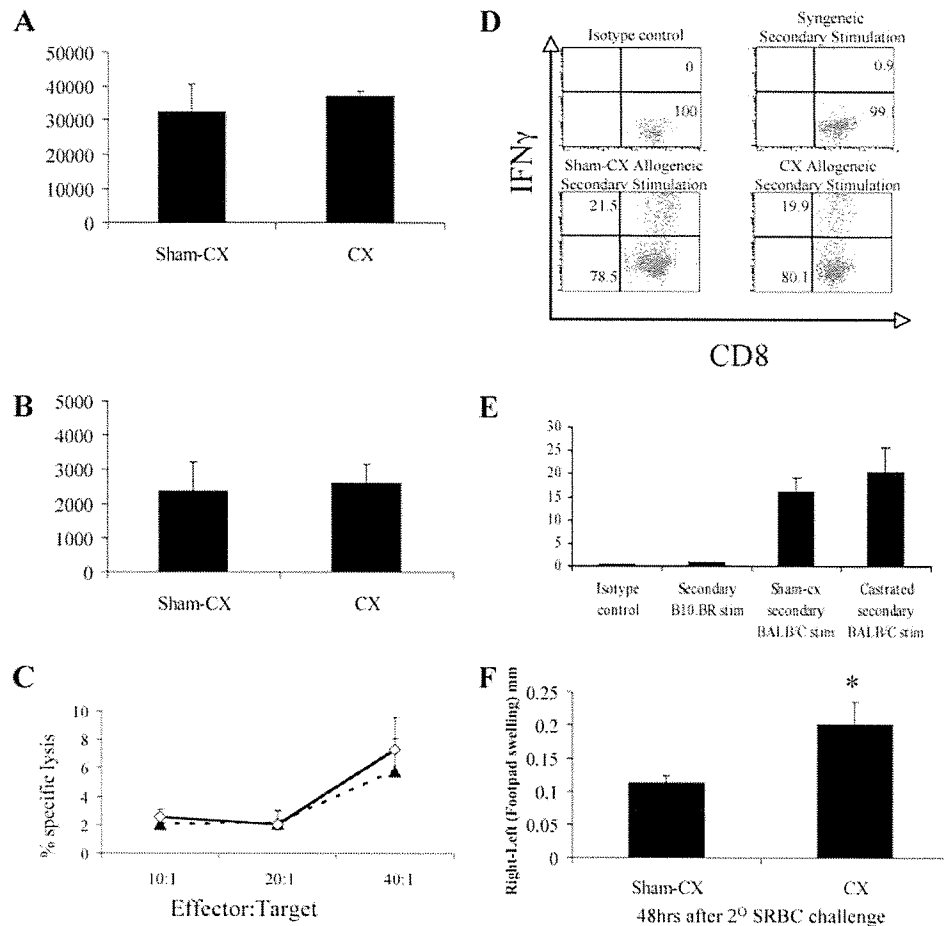 A
50000
40000
30000
20000
10000
0
Sham-CX
CX
B
5000
4000
3000
2000
1000
0
Sham-CX
CX
C
% specific lysis
10
8
6
4
2
0
10:1
20:1
40:1
Effector:Target
D
IFNγ
Isotype control
0
100
Syngeneic
Secondary Stimulation
0.9
99.1
Sham-CX Allogeneic
Secondary Stimulation
21.5
78.5
CX Allogeneic
Secondary Stimulation
19.9
80.1
CD8
E
30
25
20
15
10
5
0
Isotype
control
Secondary
B10.BR stim
Sham-cx
secondary
BALB/C stim
Castrated
secondary
BALB/C stim
F
Right-Left (Footpad swelling) mm
0.25
0.2
0.15
0.1
0.05
0
*
Sham-CX
CX
48hrs after 2º SRBC challenge